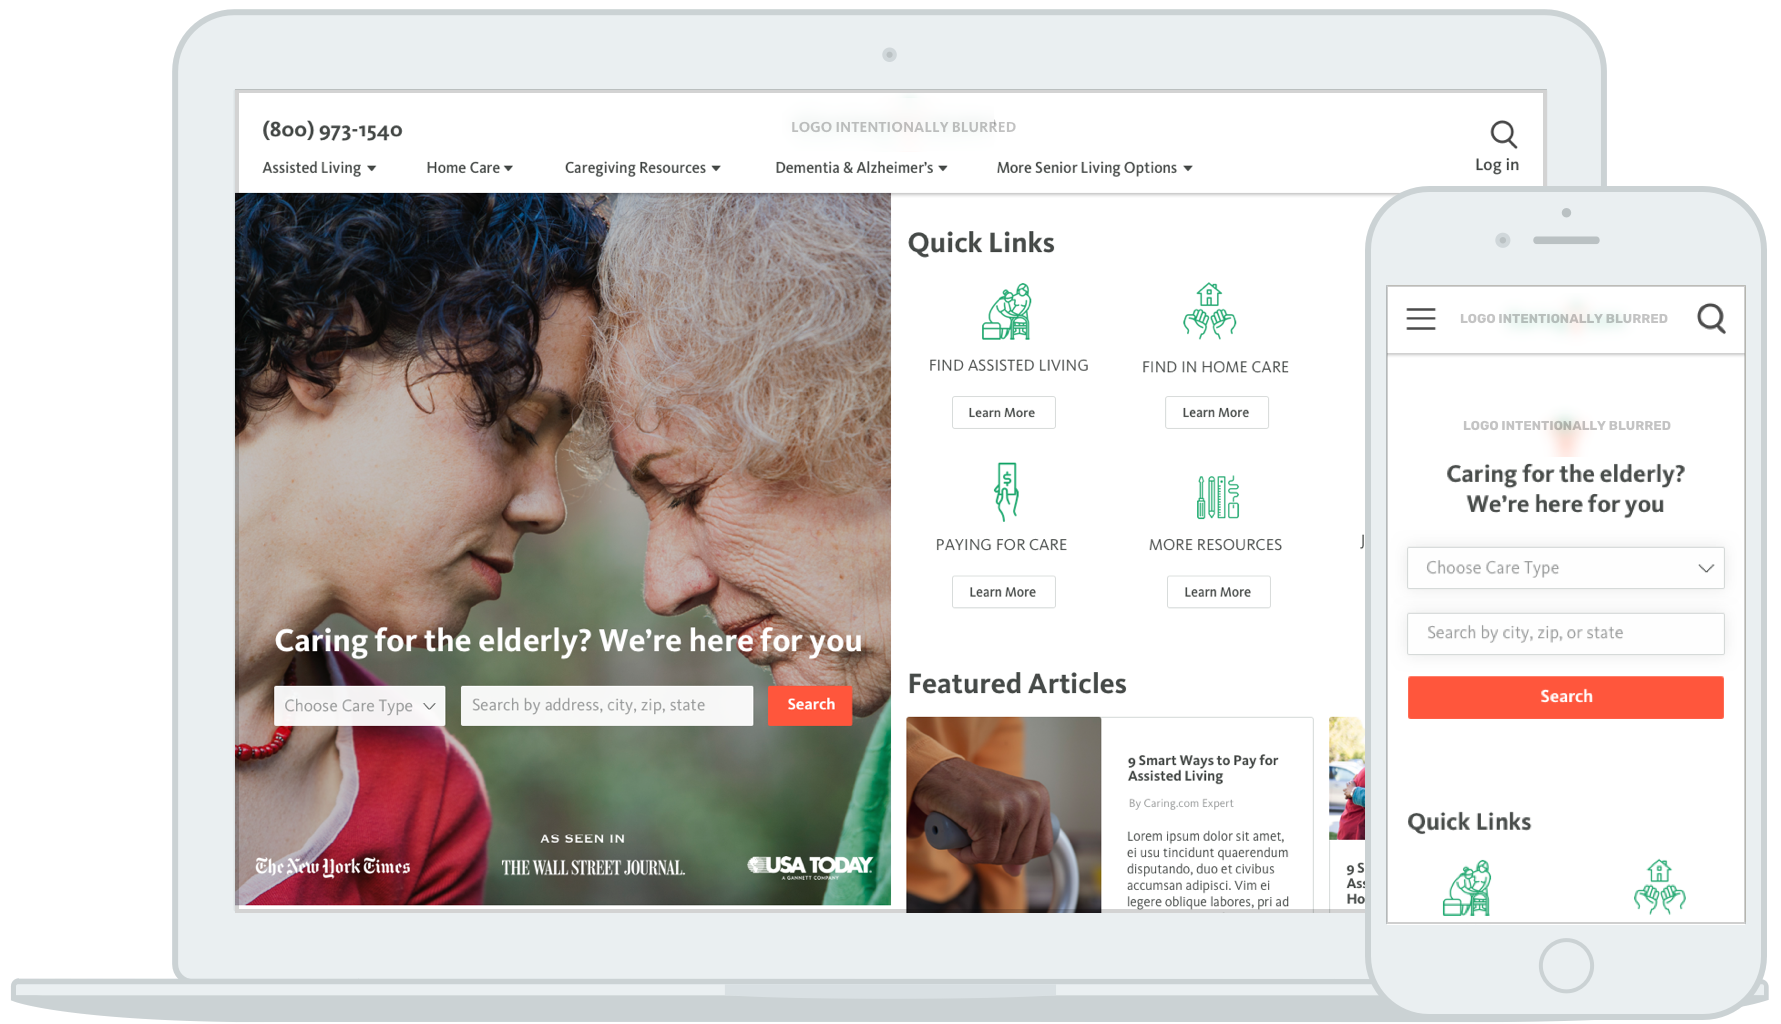 (800) 973-1540
LOGO INTENTIONALLY BLURRED
Log in
Assisted Living
Home Care
Caregiving Resources
Dementia & Alzheimer's
More Senior Living Options
Caring for the elderly? We're here for you
Choose Care Type
Search by address, city, zip, state
Search
AS SEEN IN
The New York Times
THE WALL STREET JOURNAL.
USA TODAY
A GANNETT COMPANY
Quick Links
FIND ASSISTED LIVING
Learn More
FIND IN HOME CARE
Learn More
$
PAYING FOR CARE
Learn More
MORE RESOURCES
Learn More
J
Featured Articles
9 Smart Ways to Pay for
Assisted Living
By Caring.com Expert
Lorem ipsum dolor sit amet,
ei usu tincidunt quaerendum
disputando, duo et civibus
accumsan adipisci. Vim ei
legere oblique labores, pri ad
9 S
Ass
Ho
LOGO INTENTIONALLY BLURRED
LOGO INTENTIONALLY BLURRED
Caring for the elderly?
We're here for you
Choose Care Type
Search by city, zip, or state
Search
Quick Links